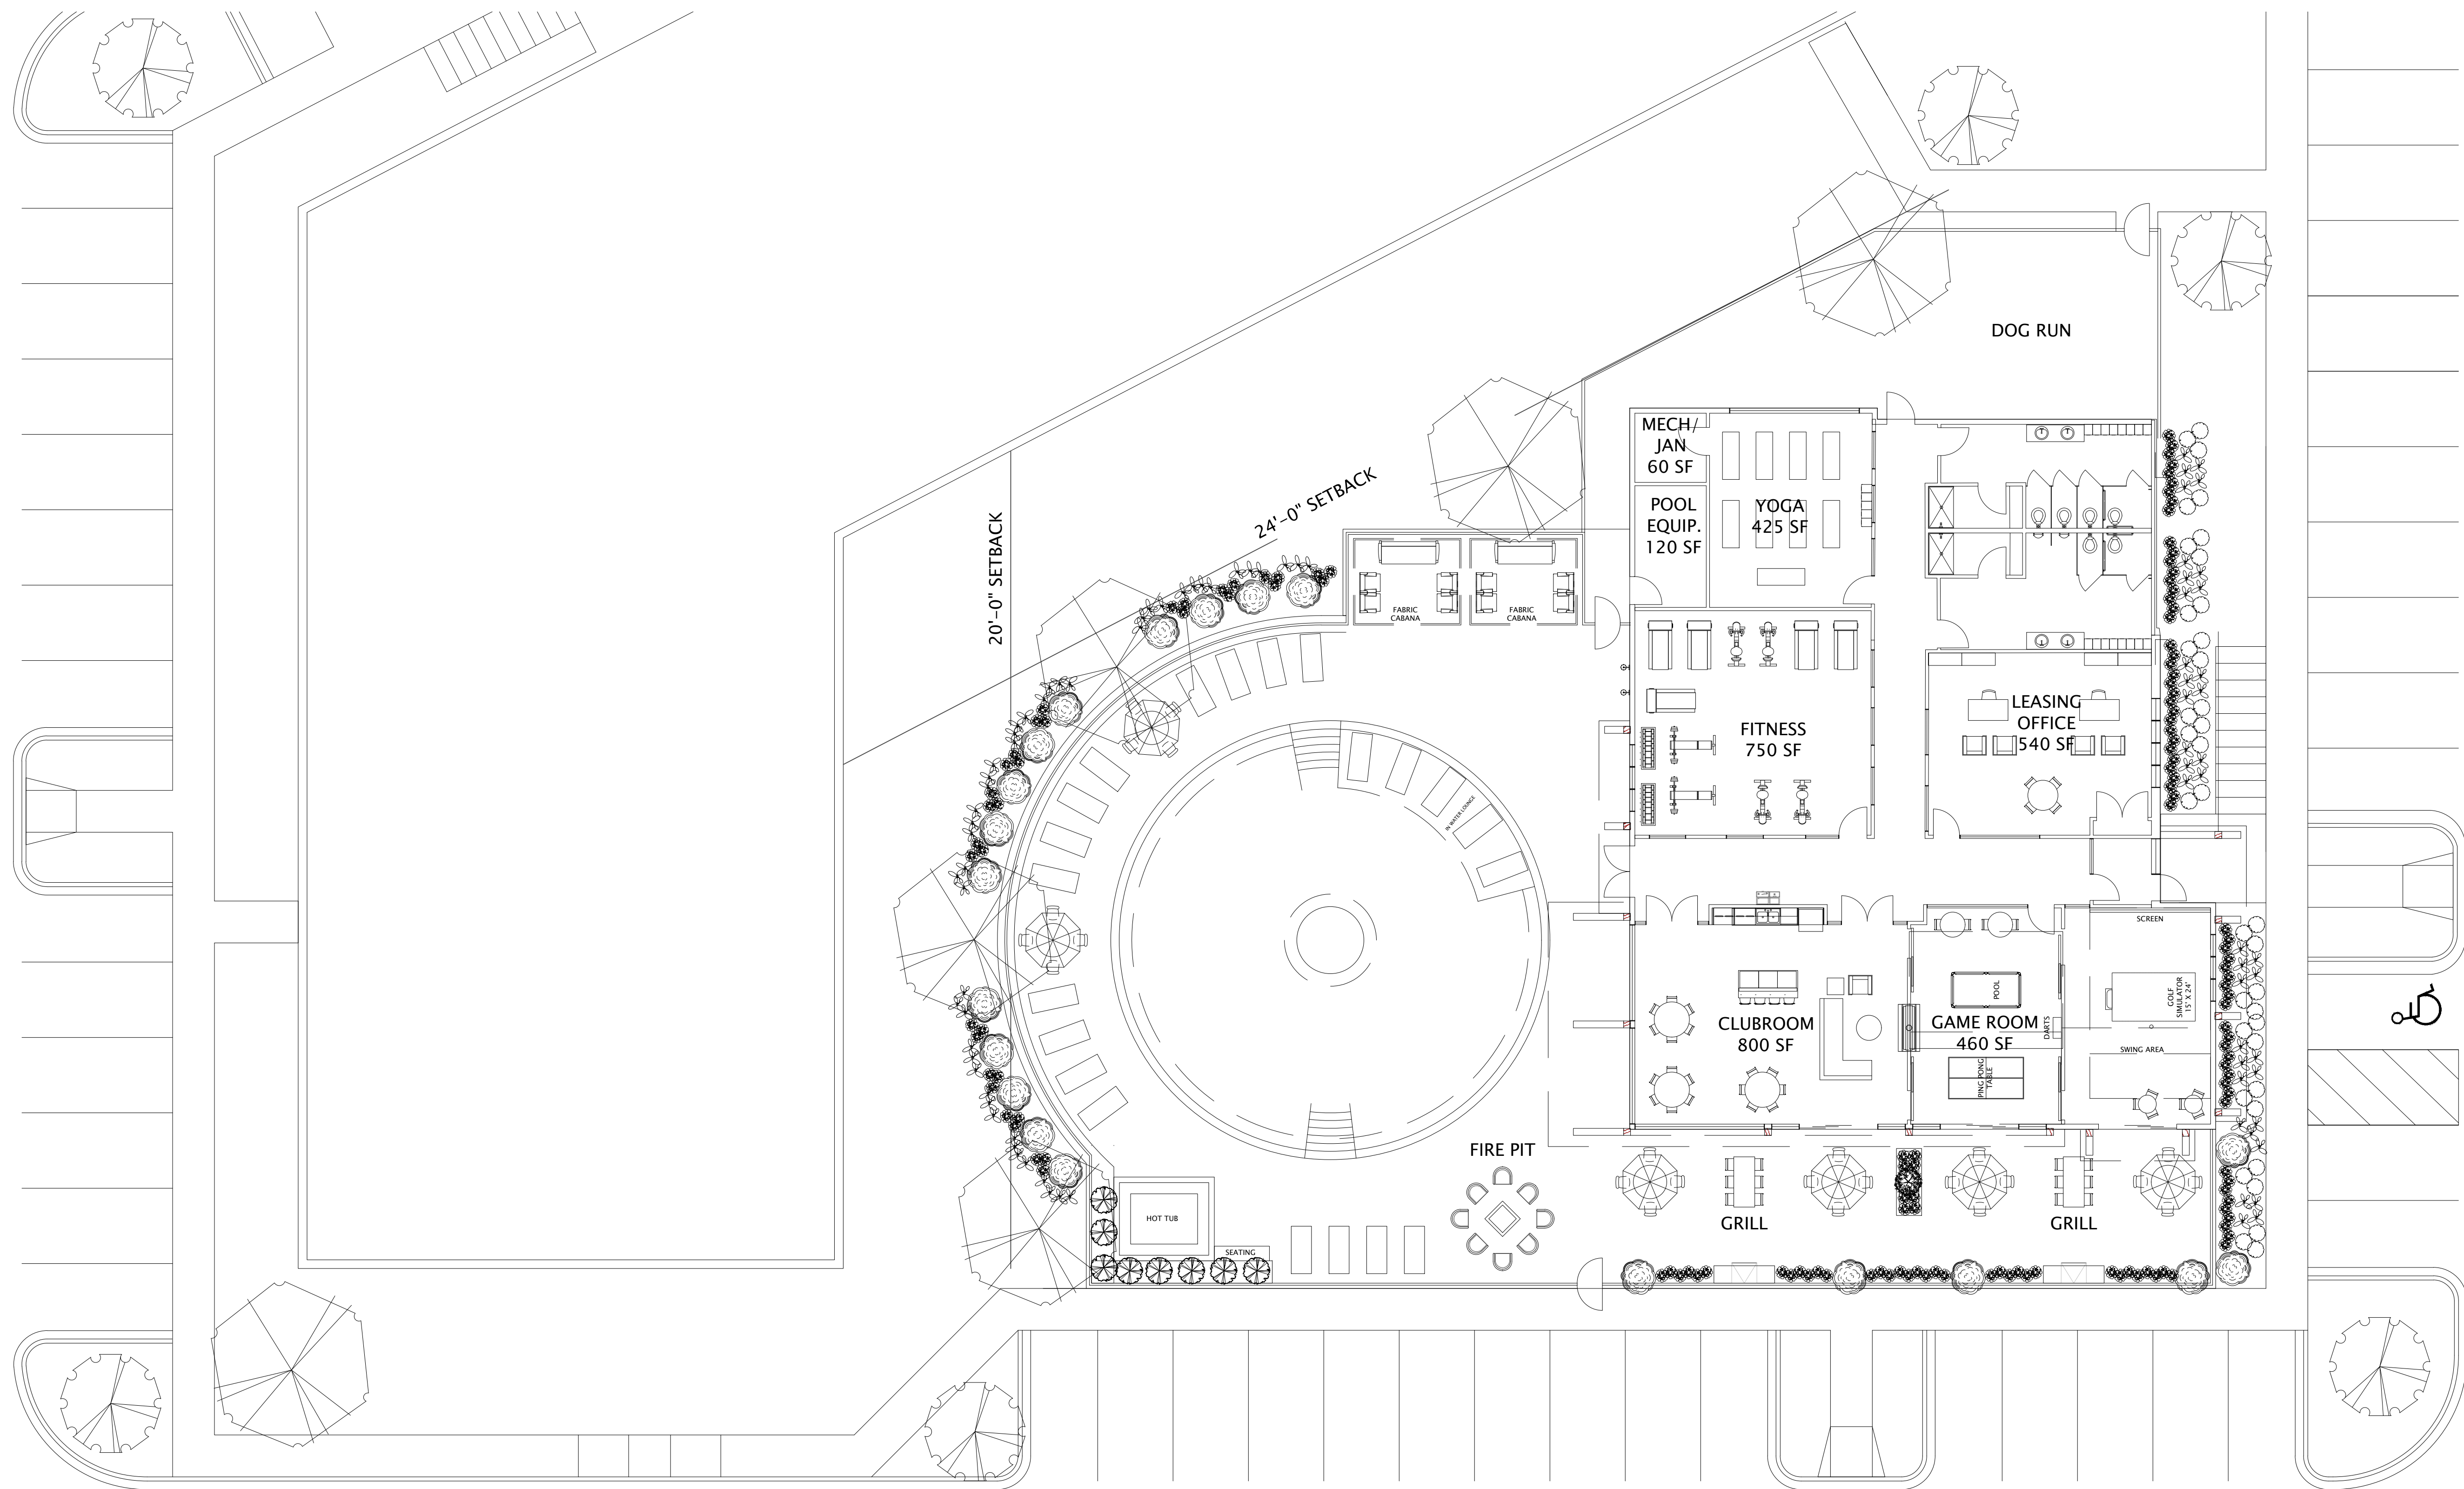 DOG RUN
MECH/
JAN
60 SF
24'-0" SETBACK
20'-0" SETBACK
POOL
EQUIP.
120 SF
YOGA
425 SF
FABRIC
CABANA
FABRIC
CABANA
LEASING
OFFICE
540 SF
FITNESS
750 SF
IN WATER LOUNGE
SCREEN
POOL
GOLF
SIMULATOR
15' X 24'
CLUBROOM
800 SF
GAME ROOM
460 SF
DARTS
SWING AREA
PING PONG
TABLE
FIRE PIT
HOT TUB
SEATING
GRILL
GRILL